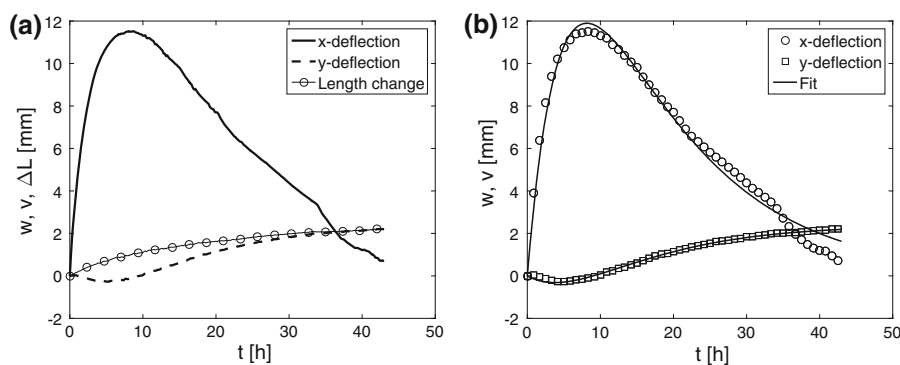 (a)
12
10
8
6
4
2
0
-2
w, v, ΔL [mm]
x-deflection
y-deflection
Length change
0 10 20 30 40 50
t [h]
(b)
12
10
8
6
4
2
0
-2
w, v [mm]
x-deflection
y-deflection
Fit
0 10 20 30 40 50
t [h]